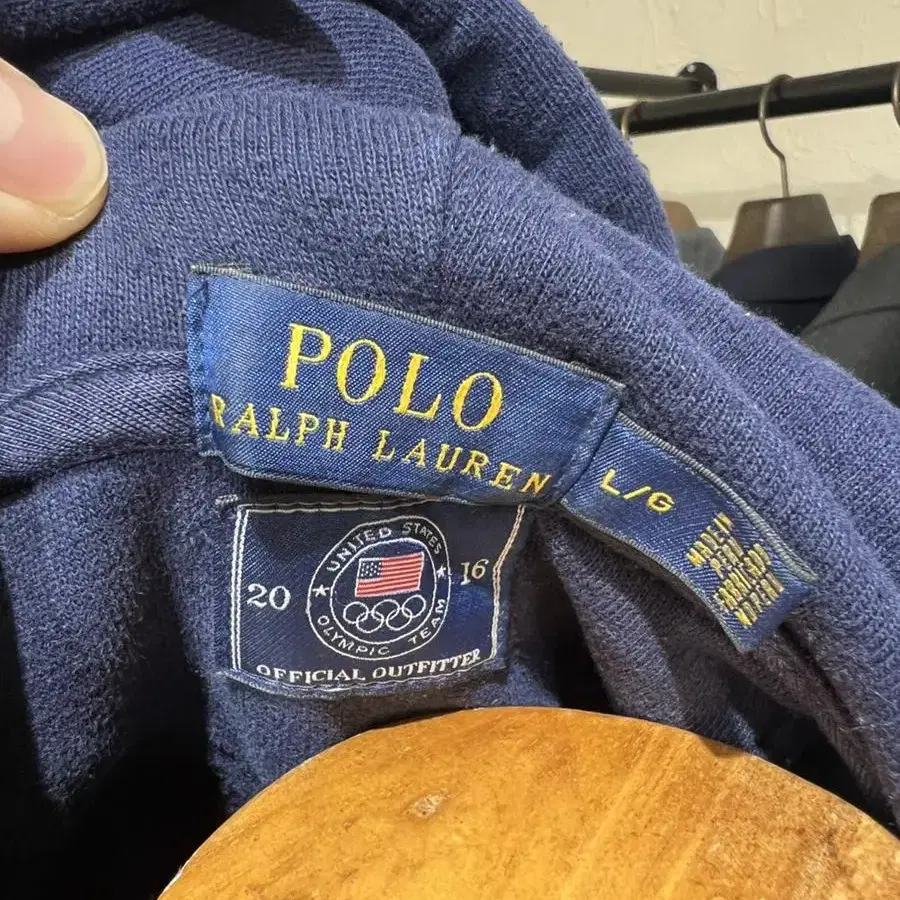 POLO
RALPH LAUREN
L/G
MADE IN
PERU
UNITED STATES
20 16
OLYMPIC TEAM
OFFICIAL OUTFITTER